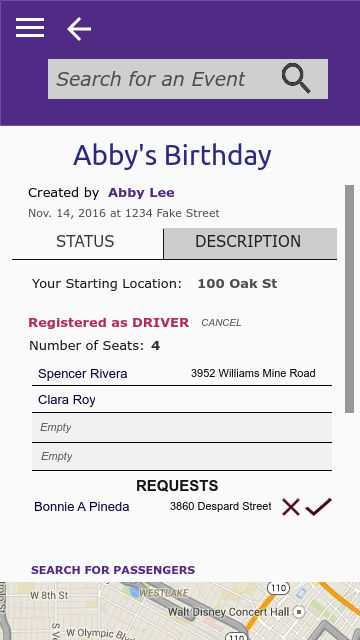 Search for an Event
Abby's Birthday
Created by Abby Lee
Nov. 14, 2016 at 1234 Fake Street
STATUS DESCRIPTION
Your Starting Location: 100 Oak St
Registered as DRIVER CANCEL
Number of Seats: 4
Spencer Rivera 3952 Williams Mine Road
Clara Roy
Empty
Empty
REQUESTS
Bonnie A Pineda 3860 Despard Street
SEARCH FOR PASSENGERS
110
W 8th St WESTLAKE
Walt Disney Concert Hall
W Olympic Blvd
110